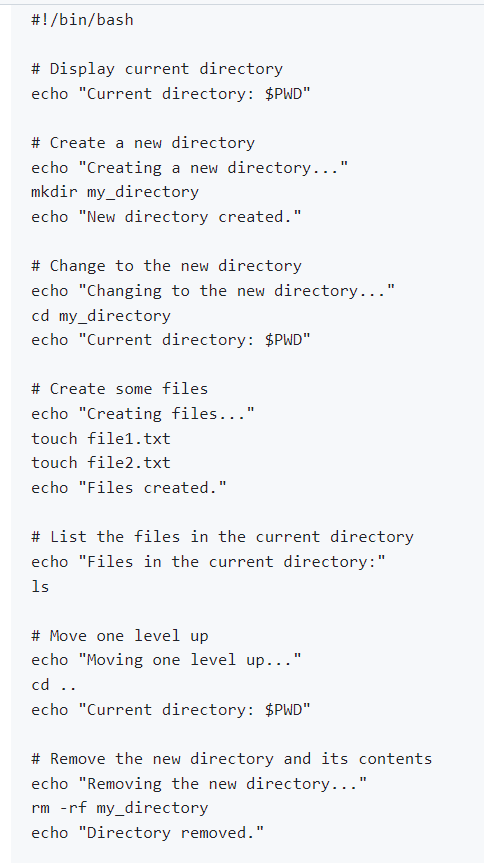 #!/bin/bash

# Display current directory
echo "Current directory: $PWD"

# Create a new directory
echo "Creating a new directory..."
mkdir my_directory
echo "New directory created."

# Change to the new directory
echo "Changing to the new directory..."
cd my_directory
echo "Current directory: $PWD"

# Create some files
echo "Creating files..."
touch file1.txt
touch file2.txt
echo "Files created."

# List the files in the current directory
echo "Files in the current directory:"
ls

# Move one level up
echo "Moving one level up..."
cd ..
echo "Current directory: $PWD"

# Remove the new directory and its contents
echo "Removing the new directory..."
rm -rf my_directory
echo "Directory removed."